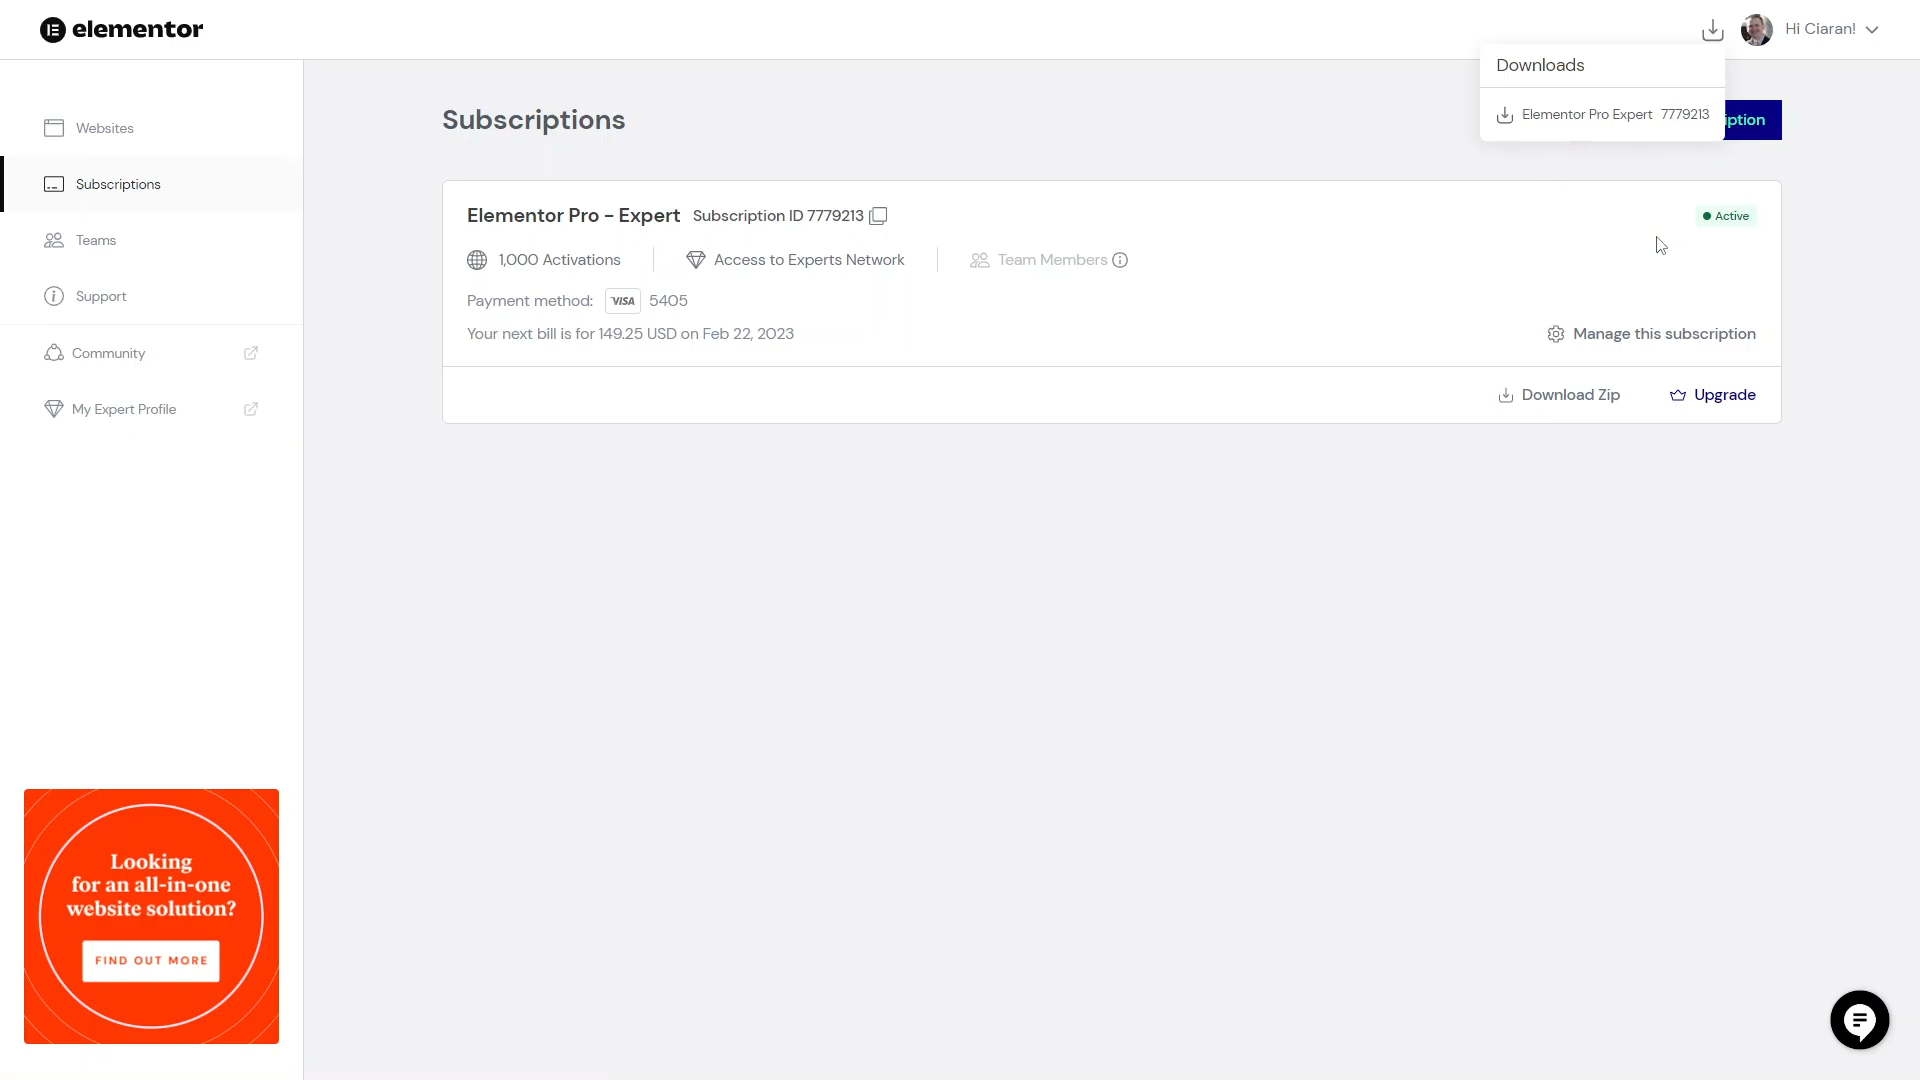 elementor
Hi Ciaran!
Downloads
Elementor Pro Expert 7779213
Websites
Subscriptions
Teams
Support
Community
My Expert Profile
Subscriptions
iption
Elementor Pro - Expert Subscription ID 7779213
Active
1,000 Activations
Access to Experts Network
Team Members
Payment method: VISA 5405
Your next bill is for 149.25 USD on Feb 22, 2023
Manage this subscription
Download Zip
Upgrade
Looking
for an all-in-one
website solution?
FIND OUT MORE